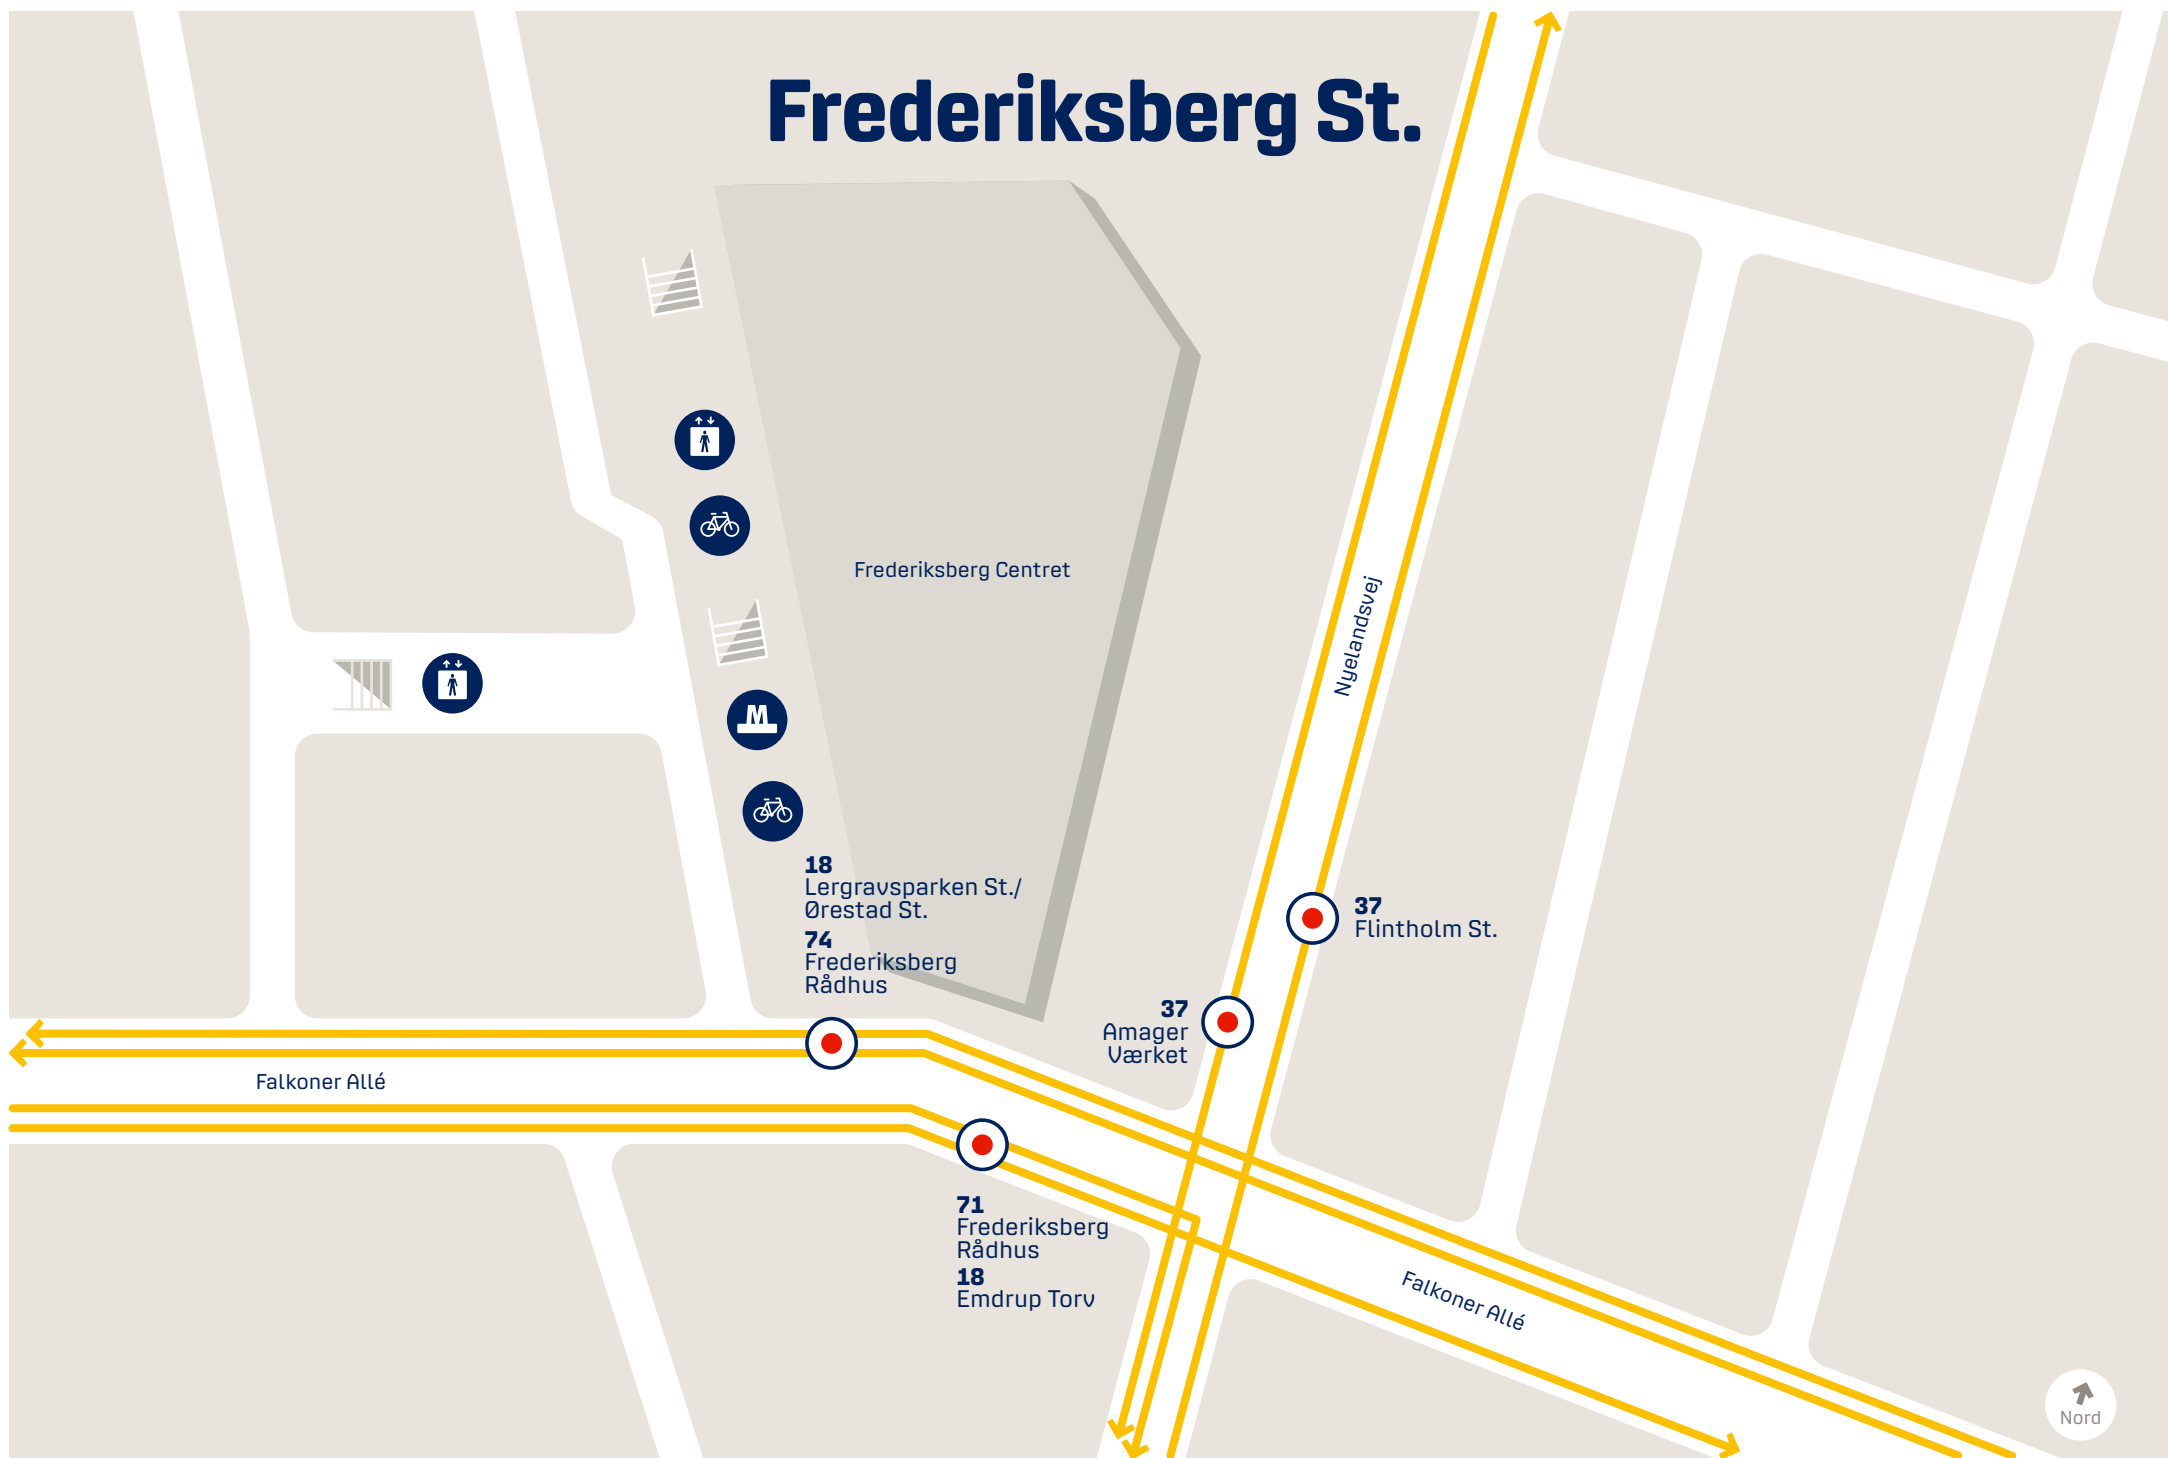 Frederiksberg St.
Frederiksberg Centret
Nyelandsvej
M
18
Lergravsparken St./
Ørestad St.
74
Frederiksberg
Rådhus
37
Flintholm St.
37
Amager
Værket
Falkoner Allé
71
Frederiksberg
Rådhus
18
Emdrup Torv
Falkoner Allé
Nord